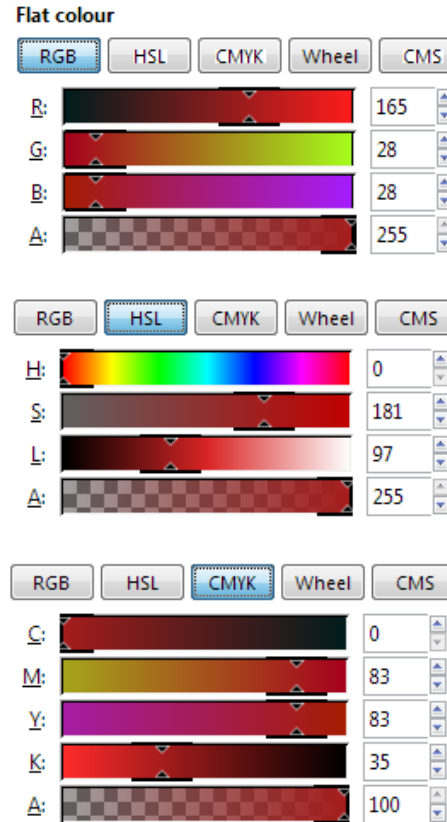 Flat colour
RGB HSL CMYK Wheel CMS
R: 165
G: 28
B: 28
A: 255
RGB HSL CMYK Wheel CMS
H: 0
S: 181
L: 97
A: 255
RGB HSL CMYK Wheel CMS
C: 0
M: 83
Y: 83
K: 35
A: 100